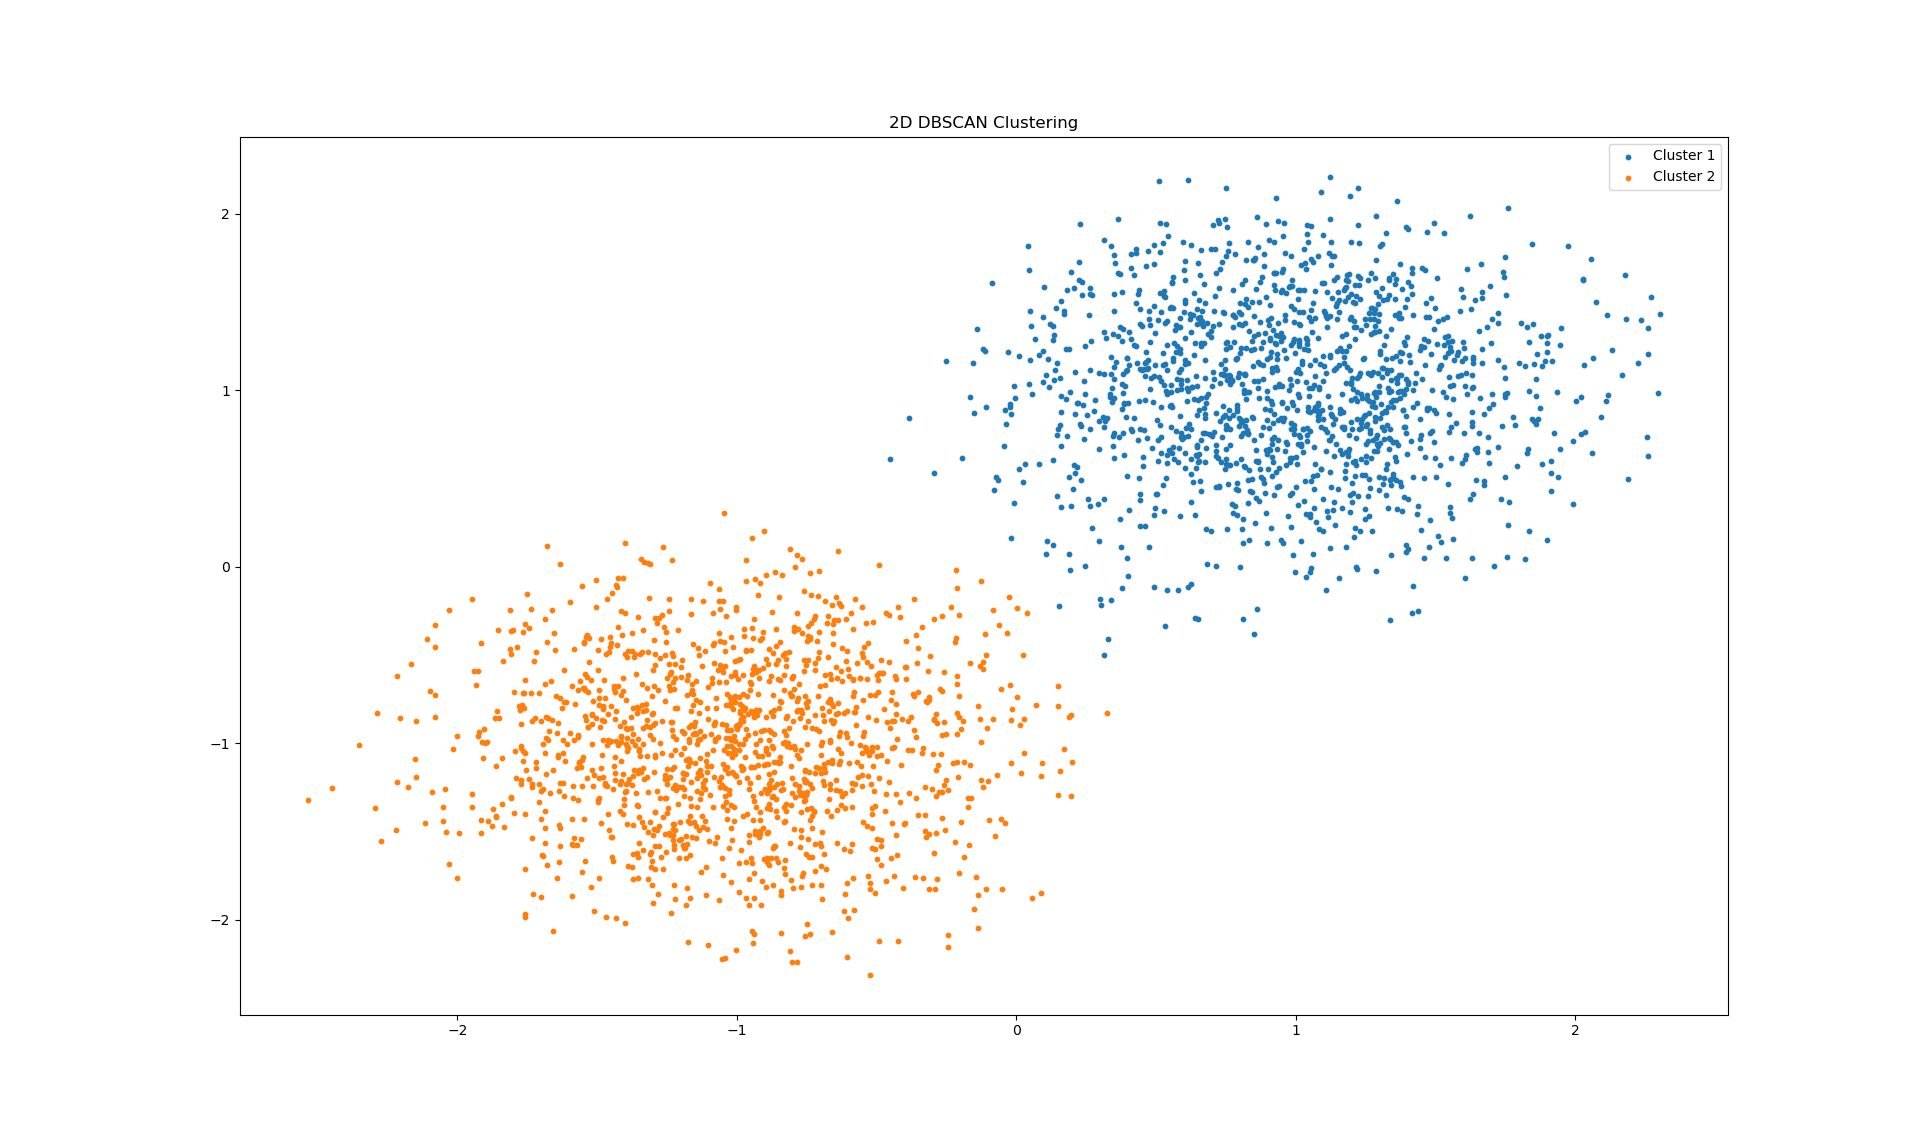 2D DBSCAN Clustering
Cluster 1
Cluster 2
2
1
0
−1
−2
−2 −1 0 1 2